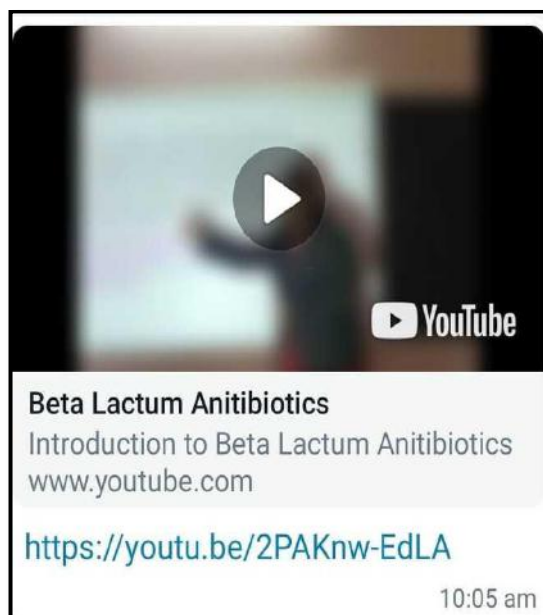 YouTube
Beta Lactum Anitibiotics
Introduction to Beta Lactum Anitibiotics
www.youtube.com
https://youtu.be/2PAKnw-EdLA
10:05 am